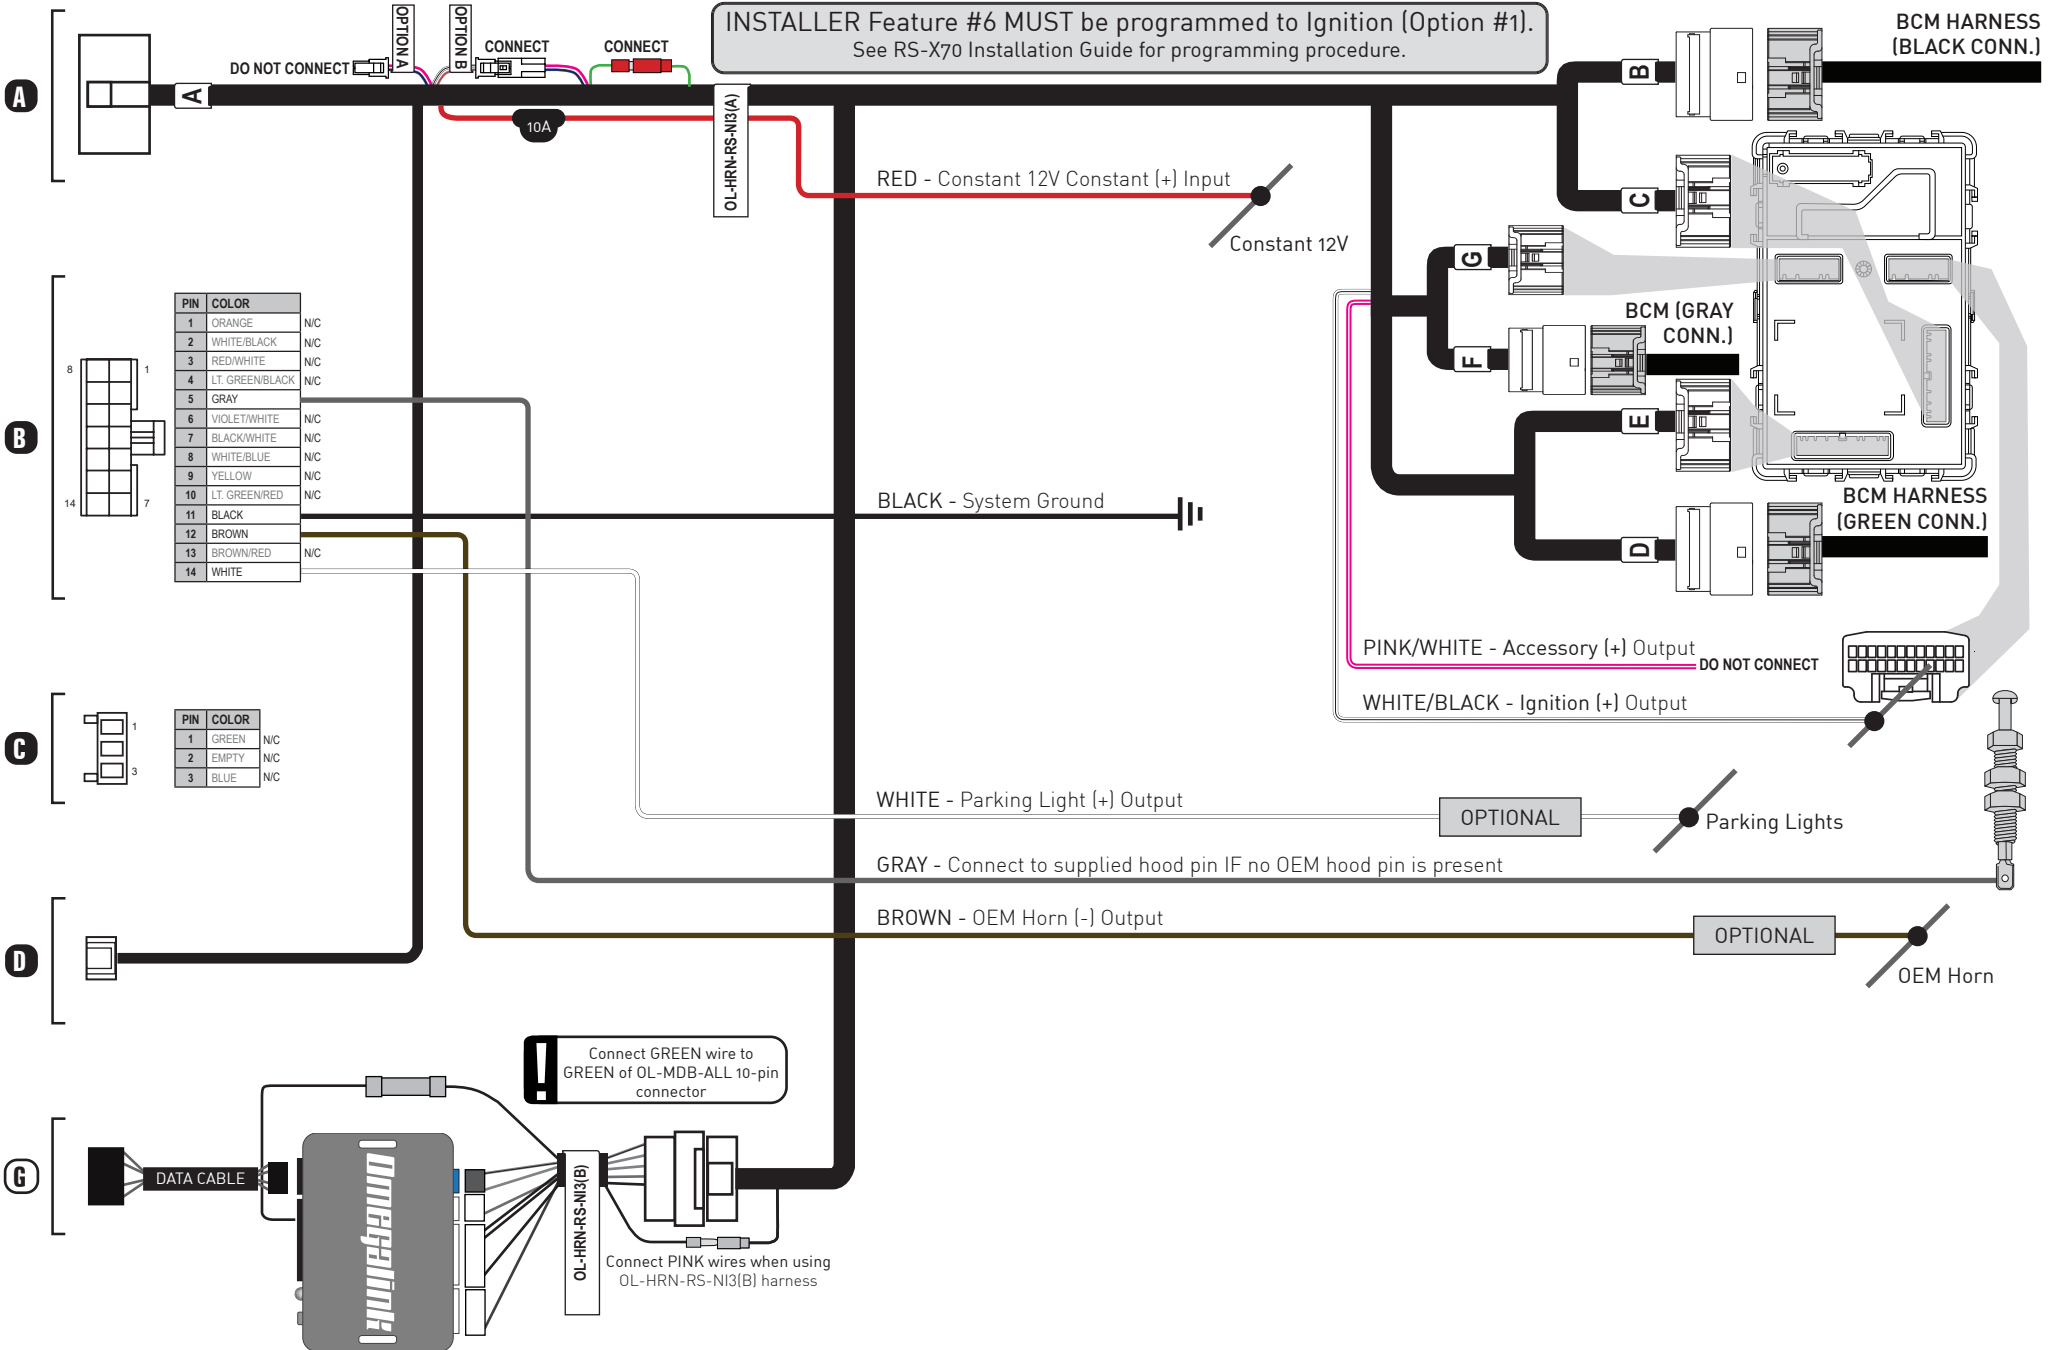 INSTALLER Feature #6 MUST be programmed to Ignition (Option #1).
See RS-X70 Installation Guide for programming procedure.
BCM HARNESS
(BLACK CONN.)
A
DO NOT CONNECT
OPTION A
OPTION B
CONNECT
CONNECT
A
10A
OL-HRN-RS-NI3(A)
B
C
RED - Constant 12V Constant (+) Input
Constant 12V
G
BCM (GRAY
CONN.)
F
E
BCM HARNESS
(GREEN CONN.)
D
B
8
1
14
7
PIN COLOR
1 ORANGE N/C
2 WHITE/BLACK N/C
3 RED/WHITE N/C
4 LT. GREEN/BLACK N/C
5 GRAY
6 VIOLET/WHITE N/C
7 BLACK/WHITE N/C
8 WHITE/BLUE N/C
9 YELLOW N/C
10 LT. GREEN/RED N/C
11 BLACK
12 BROWN
13 BROWN/RED N/C
14 WHITE
BLACK - System Ground
PINK/WHITE - Accessory (+) Output
DO NOT CONNECT
WHITE/BLACK - Ignition (+) Output
C
1
3
PIN COLOR
1 GREEN N/C
2 EMPTY N/C
3 BLUE N/C
WHITE - Parking Light (+) Output
OPTIONAL
Parking Lights
GRAY - Connect to supplied hood pin IF no OEM hood pin is present
BROWN - OEM Horn (-) Output
OPTIONAL
OEM Horn
D
Connect GREEN wire to
GREEN of OL-MDB-ALL 10-pin
connector
G
DATA CABLE
Omegalink
OL-HRN-RS-NI3(B)
Connect PINK wires when using
OL-HRN-RS-NI3(B) harness